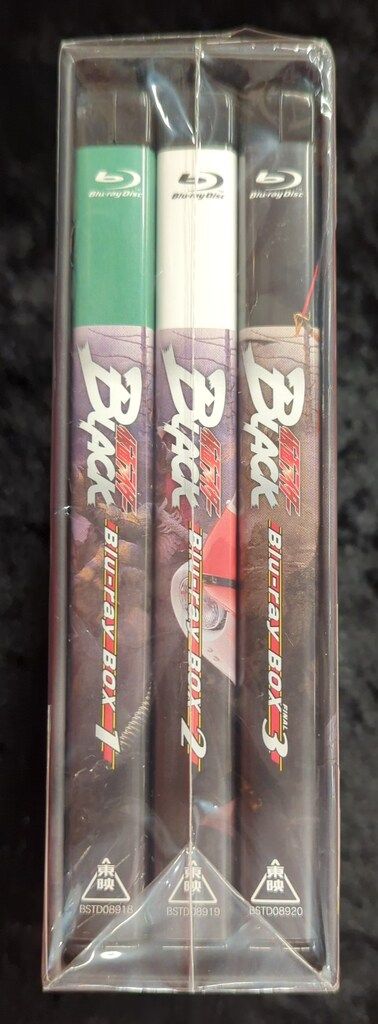 Blu-ray Disc
仮面ライダー
BLACK
Blu-ray BOX 1
東映
BSTD08918
Blu-ray Disc
仮面ライダー
BLACK
Blu-ray BOX 2
東映
BSTD08919
Blu-ray Disc
仮面ライダー
BLACK
Blu-ray BOX FINAL 3
東映
BSTD08920